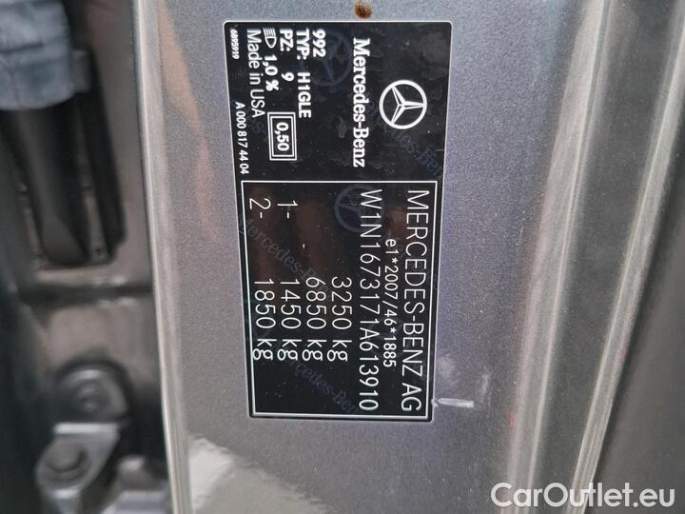 MERCEDES-BENZ AG
e1*2007/46*1885
W1N1673171A613910
3250 kg
6850 kg
1- 1450 kg
2- 1850 kg
Mercedes-Benz
992
TYP: H1GLE
PZ: 9
1,0 %
0,50
Made in USA
6895959
A 000 817 44 04
CarOutlet.eu